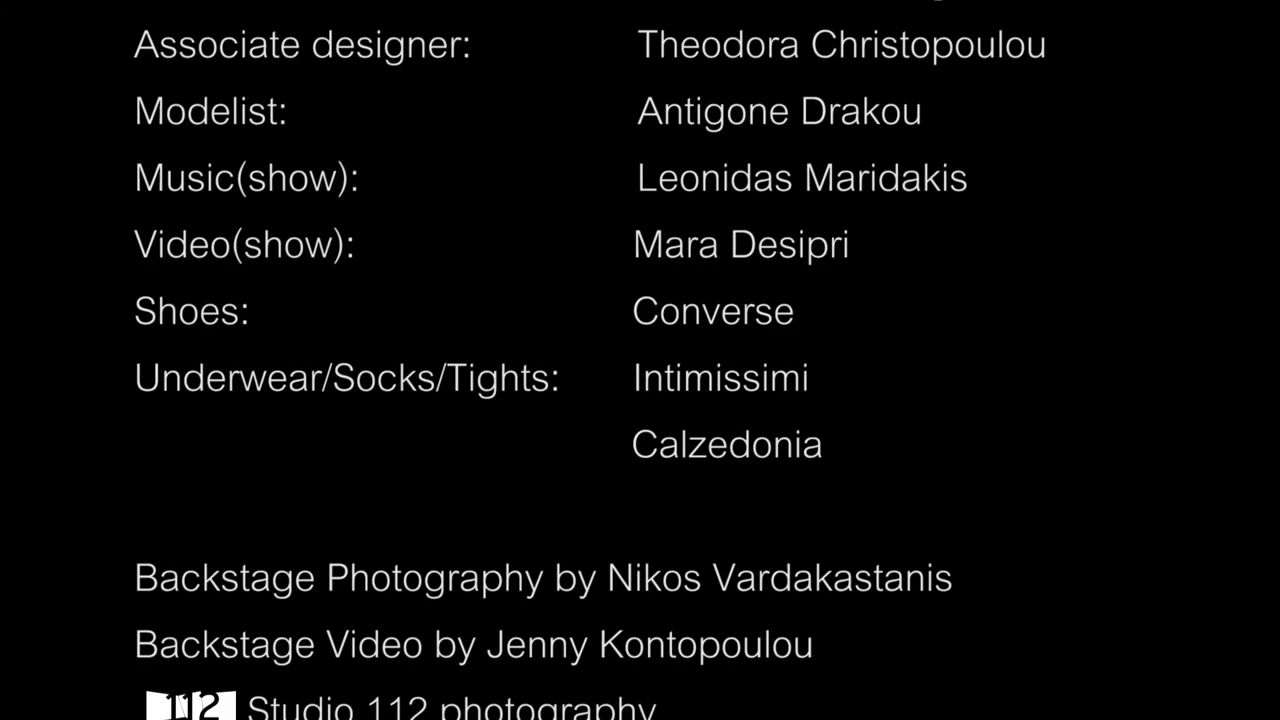 Associate designer: Theodora Christopoulou
Modelist: Antigone Drakou
Music(show): Leonidas Maridakis
Video(show): Mara Desipri
Shoes: Converse
Underwear/Socks/Tights: Intimissimi
Calzedonia
Backstage Photography by Nikos Vardakastanis
Backstage Video by Jenny Kontopoulou
112 Studio 112 photography